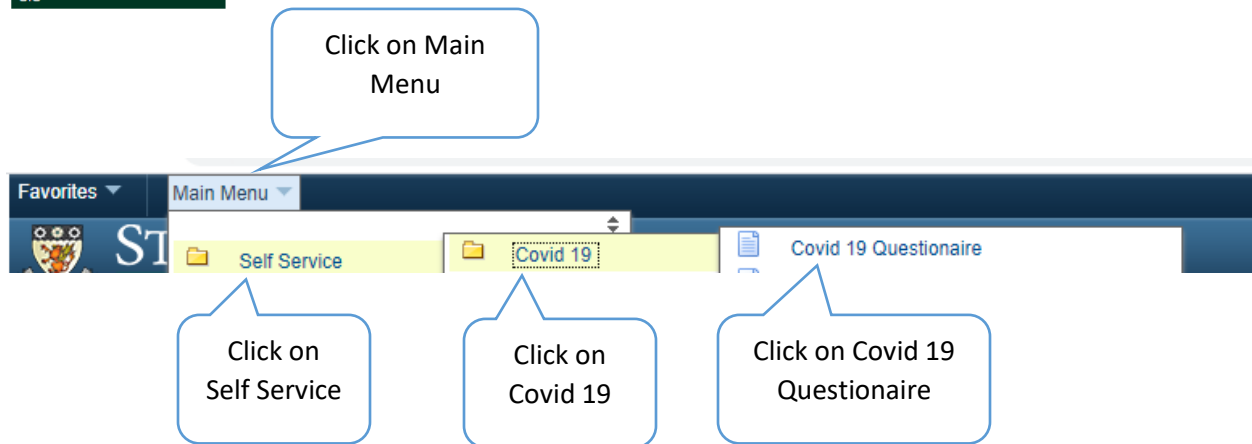 Click on Main
Menu
Favorites Main Menu
ST
Self Service Covid 19 Covid 19 Questionaire
Click on
Self Service
Click on
Covid 19
Click on Covid 19
Questionaire